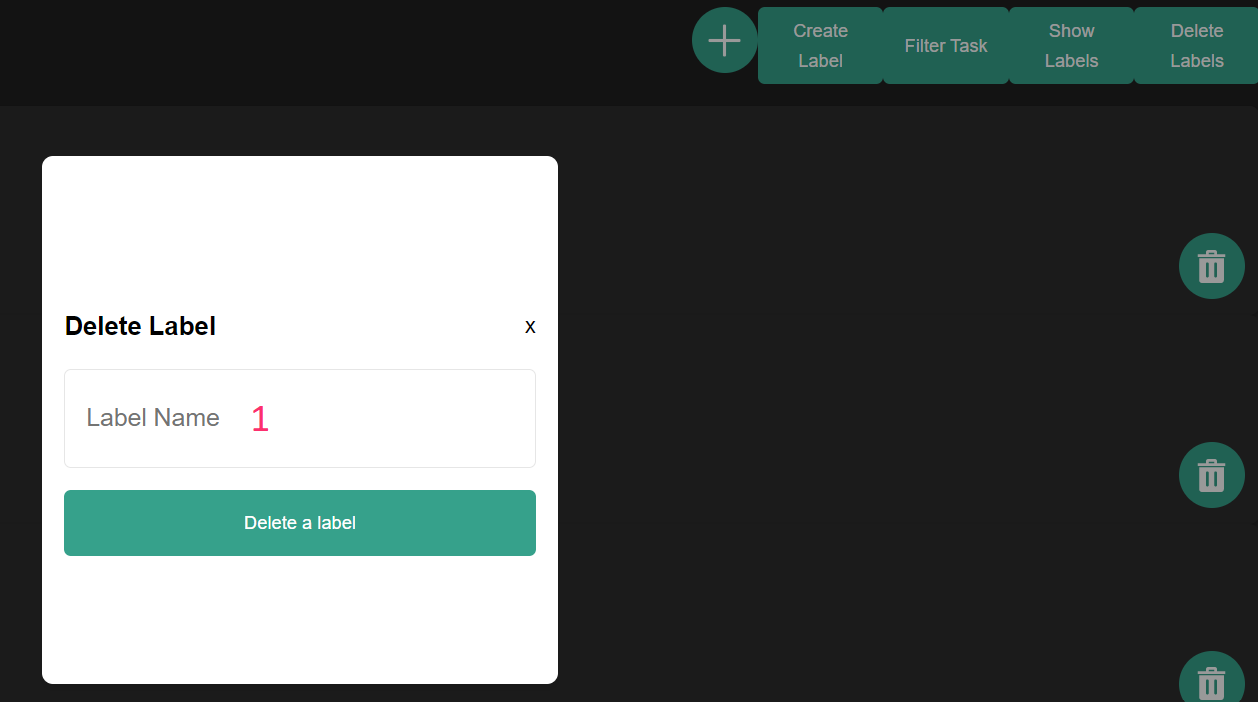 Create Label
Filter Task
Show Labels
Delete Labels
Delete Label
x
Label Name 1
Delete a label